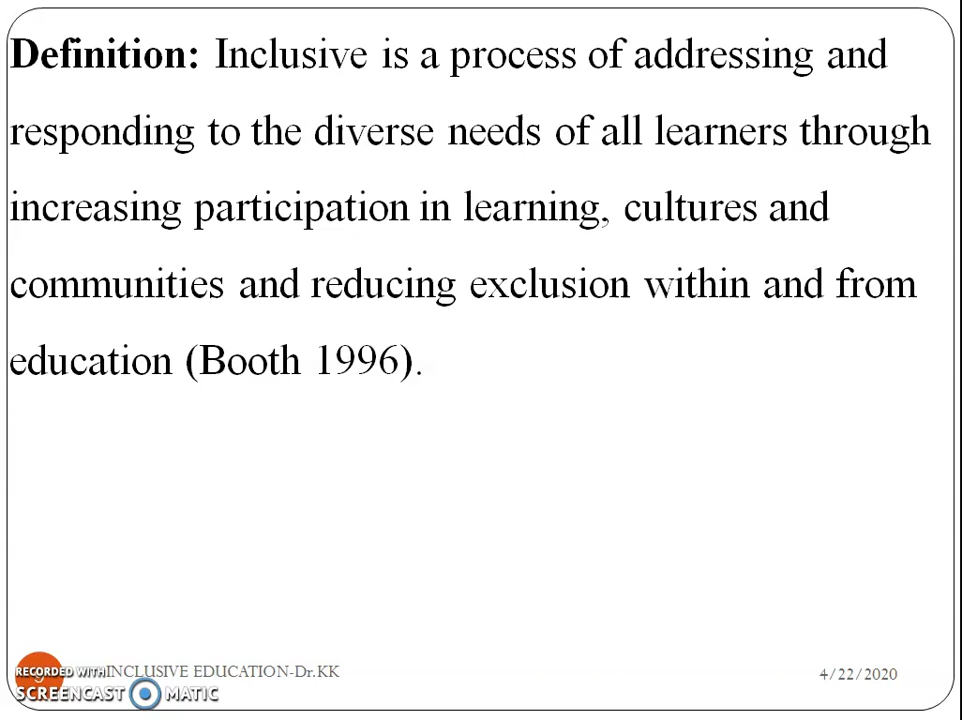 Definition: Inclusive is a process of addressing and
responding to the diverse needs of all learners through
increasing participation in learning, cultures and
communities and reducing exclusion within and from
education (Booth 1996).
RECORDED WITH
INCLUSIVE EDUCATION-Dr.KK
4/22/2020
SCREENCAST MATIC